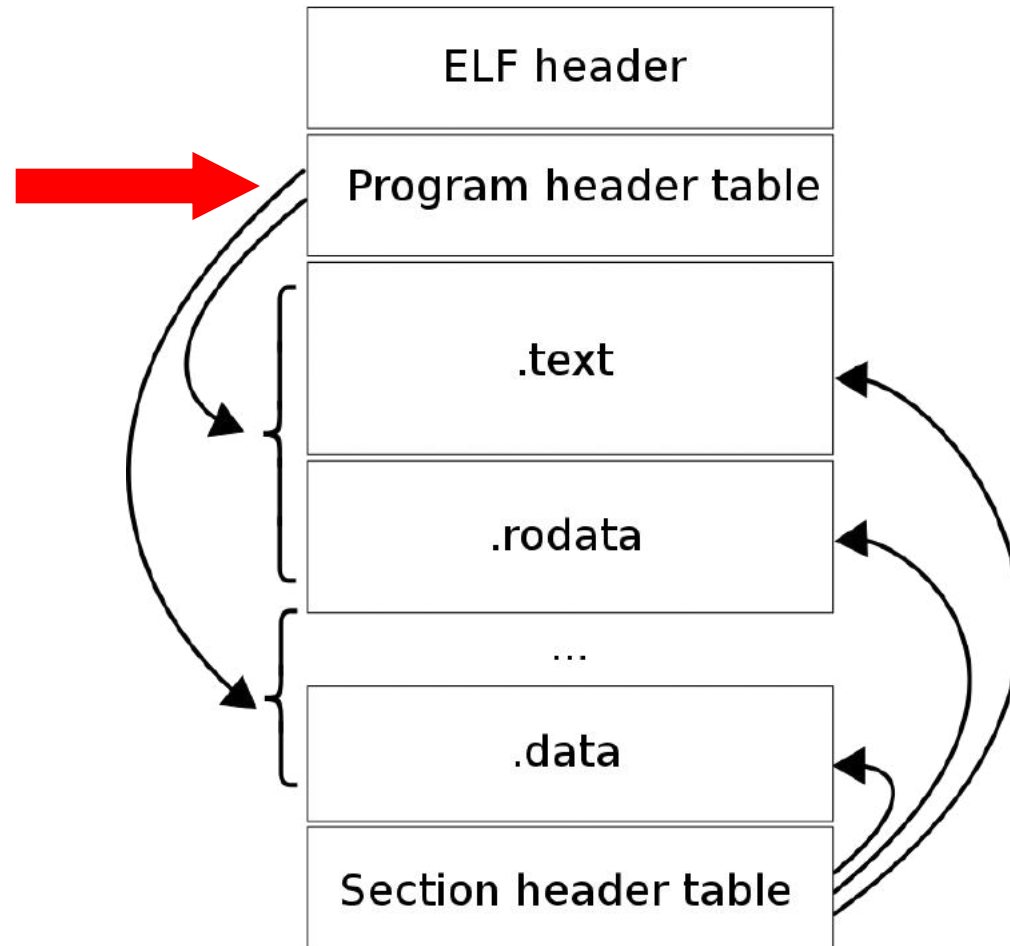 ELF header
Program header table
.text
.rodata
...
.data
Section header table